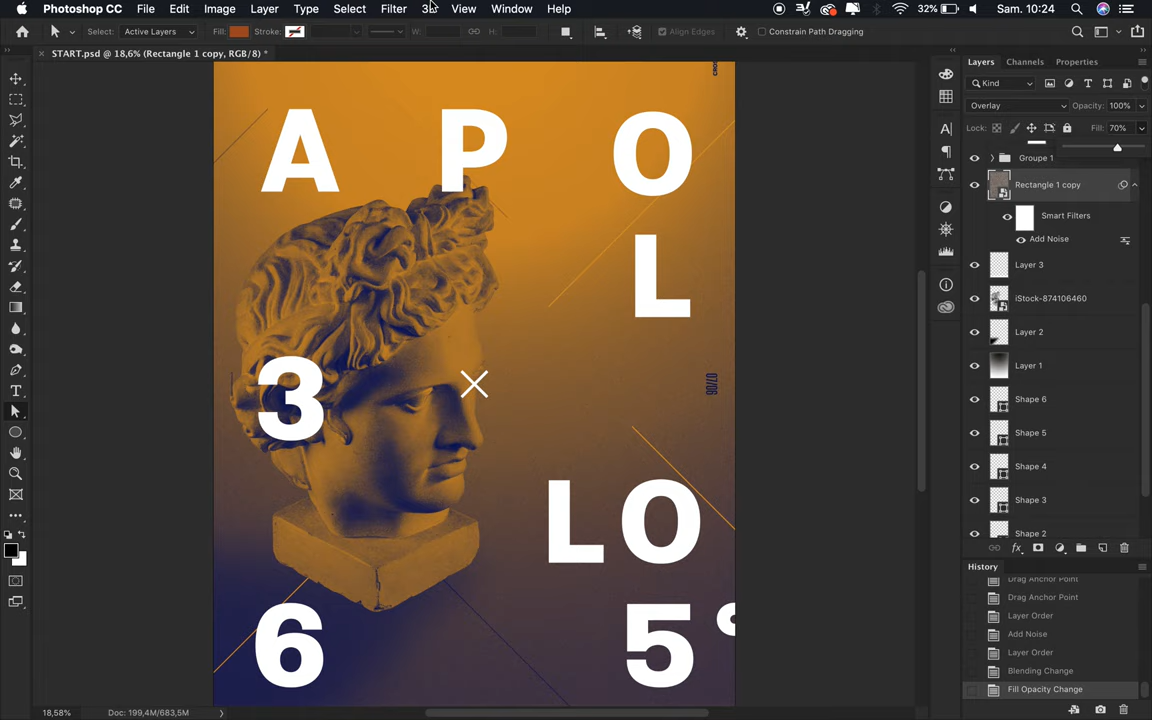 Photoshop CC File Edit Image Layer Type Select Filter 3D View Window Help 32% Sam. 10:24
Select: Active Layers Fill: Stroke: W: H: Align Edges Constrain Path Dragging
START.psd @ 18,6% (Rectangle 1 copy, RGB/8) *
A P O
L
3
07/06
LO
6 5°
Layers Channels Properties
Kind
Overlay Opacity: 100%
Lock: Fill: 70%
Groupe 1
Rectangle 1 copy
Smart Filters
Add Noise
Layer 3
iStock-874106460
Layer 2
Layer 1
Shape 6
Shape 5
Shape 4
Shape 3
Shape 2
fx
History
Drag Anchor Point
Drag Anchor Point
Layer Order
Add Noise
Layer Order
Blending Change
Fill Opacity Change
18,58% Doc: 199,4M/683,5M